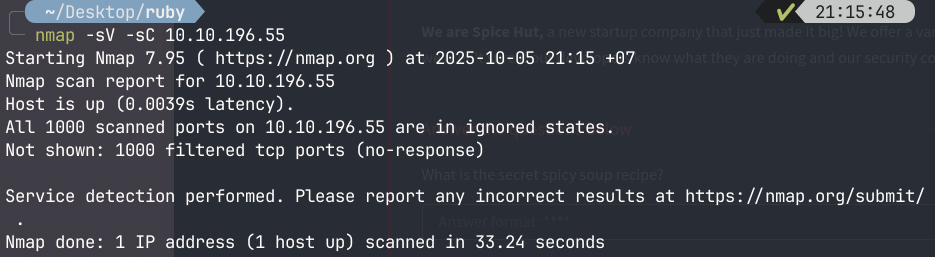 ~/Desktop/ruby ✔ 21:15:48
nmap -sV -sC 10.10.196.55
We are Spice Hut, a new startup company that just made it big! We offer a var
Starting Nmap 7.95 ( https://nmap.org ) at 2025-10-05 21:15 +07
know what they are doing and our security co
Nmap scan report for 10.10.196.55
Host is up (0.0039s latency).
All 1000 scanned ports on 10.10.196.55 are in ignored states.
Not shown: 1000 filtered tcp ports (no-response)
What is the secret spicy soup recipe?
Service detection performed. Please report any incorrect results at https://nmap.org/submit/
.
Answer format: ****
Nmap done: 1 IP address (1 host up) scanned in 33.24 seconds